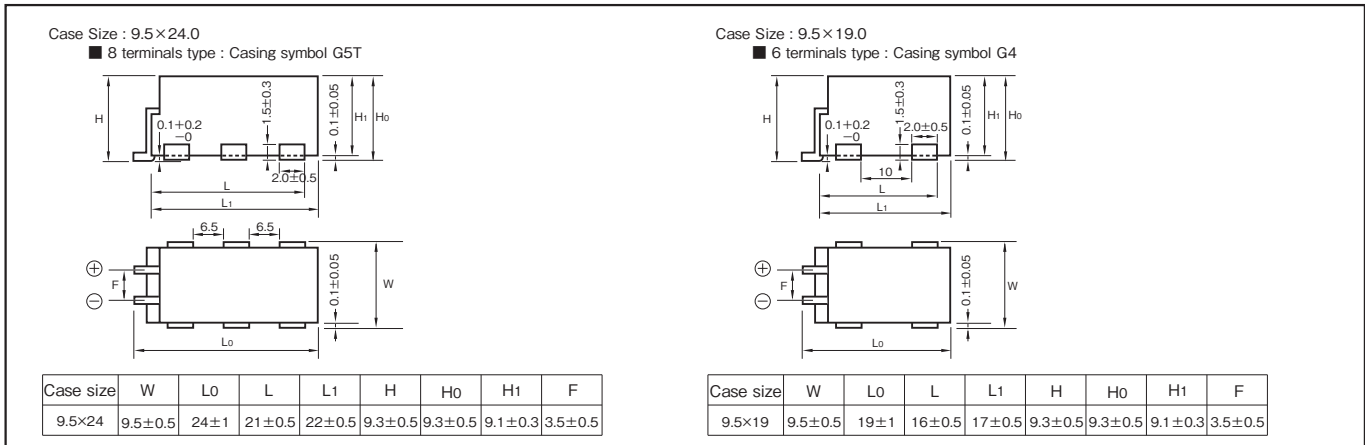 Case Size : 9.5×24.0
■ 8 terminals type : Casing symbol G5T
H
0.1+0.2
−0
1.5±0.3
0.1±0.05
H1
H0
2.0±0.5
L
L1
6.5
6.5
⊕
F
⊖
0.1±0.05
W
L0
Case size W L0 L L1 H H0 H1 F
9.5×24 9.5±0.5 24±1 21±0.5 22±0.5 9.3±0.5 9.3±0.5 9.1±0.3 3.5±0.5
Case Size : 9.5×19.0
■ 6 terminals type : Casing symbol G4
H
0.1+0.2
−0
1.5±0.3
2.0±0.5
0.1±0.05
H1
H0
10
L
L1
⊕
F
⊖
0.1±0.05
W
L0
Case size W L0 L L1 H H0 H1 F
9.5×19 9.5±0.5 19±1 16±0.5 17±0.5 9.3±0.5 9.3±0.5 9.1±0.3 3.5±0.5